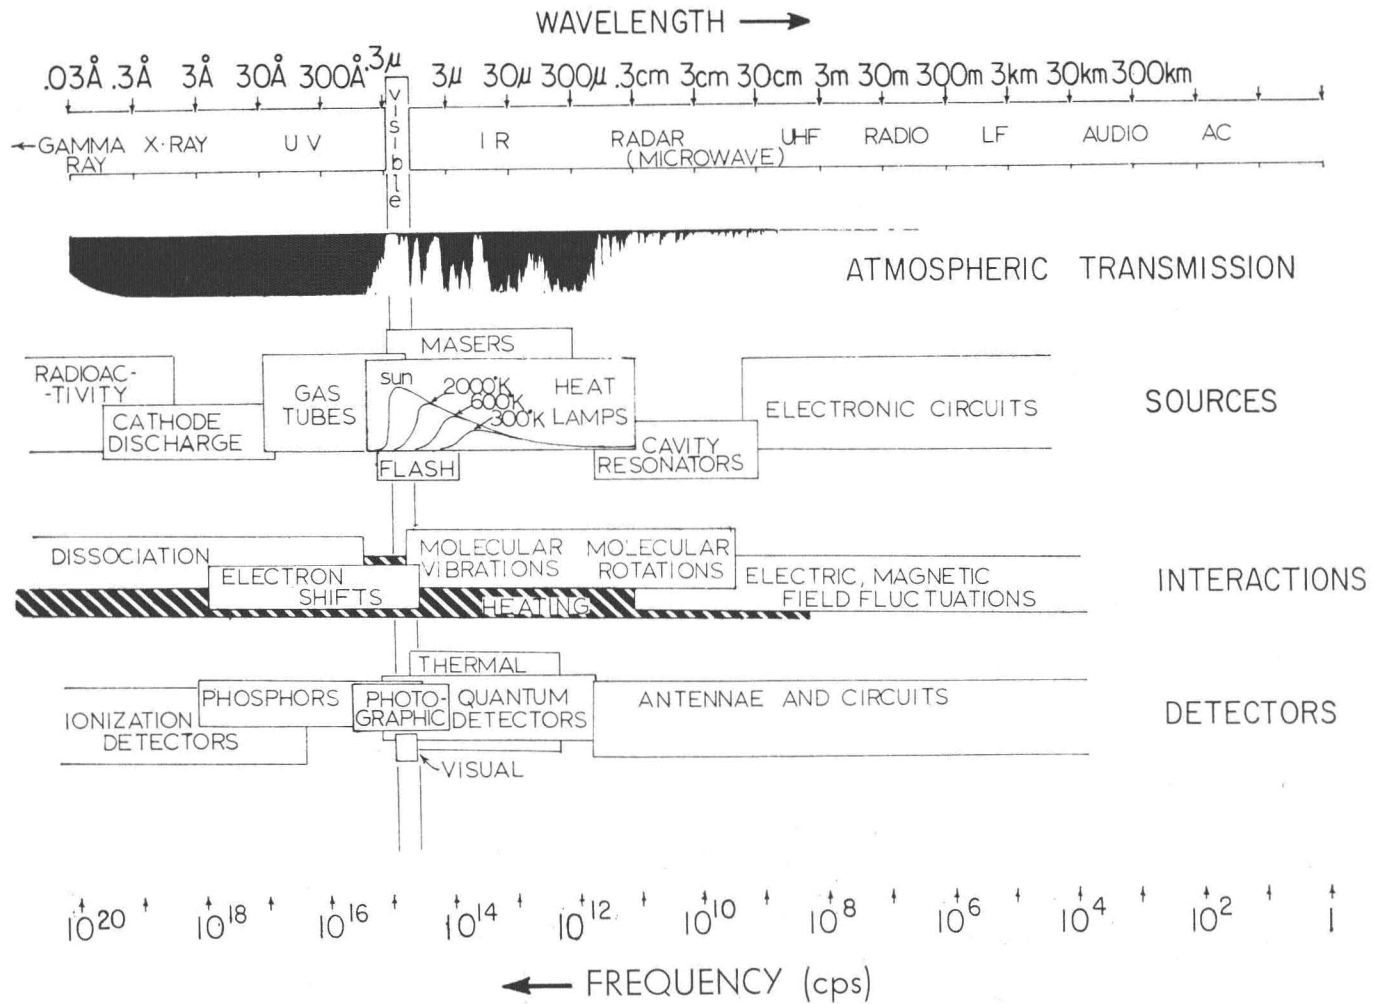 WAVELENGTH
.03Å .3Å 3Å 30Å 300Å .3μ 3μ 30μ 300μ .3cm 3cm 30cm 3m 30m 300m 3km 30km 300km
GAMMA RAY X-RAY UV visible IR RADAR (MICROWAVE) UHF RADIO LF AUDIO AC
ATMOSPHERIC TRANSMISSION
MASERS
RADIOAC-
-TIVITY
CATHODE
DISCHARGE
GAS
TUBES
sun
2000°K
600°K
300°K
HEAT
LAMPS
FLASH
CAVITY
RESONATORS
ELECTRONIC CIRCUITS
SOURCES
DISSOCIATION
ELECTRON
SHIFTS
MOLECULAR
VIBRATIONS
MOLECULAR
ROTATIONS
HEATING
ELECTRIC, MAGNETIC
FIELD FLUCTUATIONS
INTERACTIONS
THERMAL
IONIZATION
DETECTORS
PHOSPHORS
PHOTO-
GRAPHIC
QUANTUM
DETECTORS
VISUAL
ANTENNAE AND CIRCUITS
DETECTORS
10²⁰ 10¹⁸ 10¹⁶ 10¹⁴ 10¹² 10¹⁰ 10⁸ 10⁶ 10⁴ 10² 1
FREQUENCY (cps)